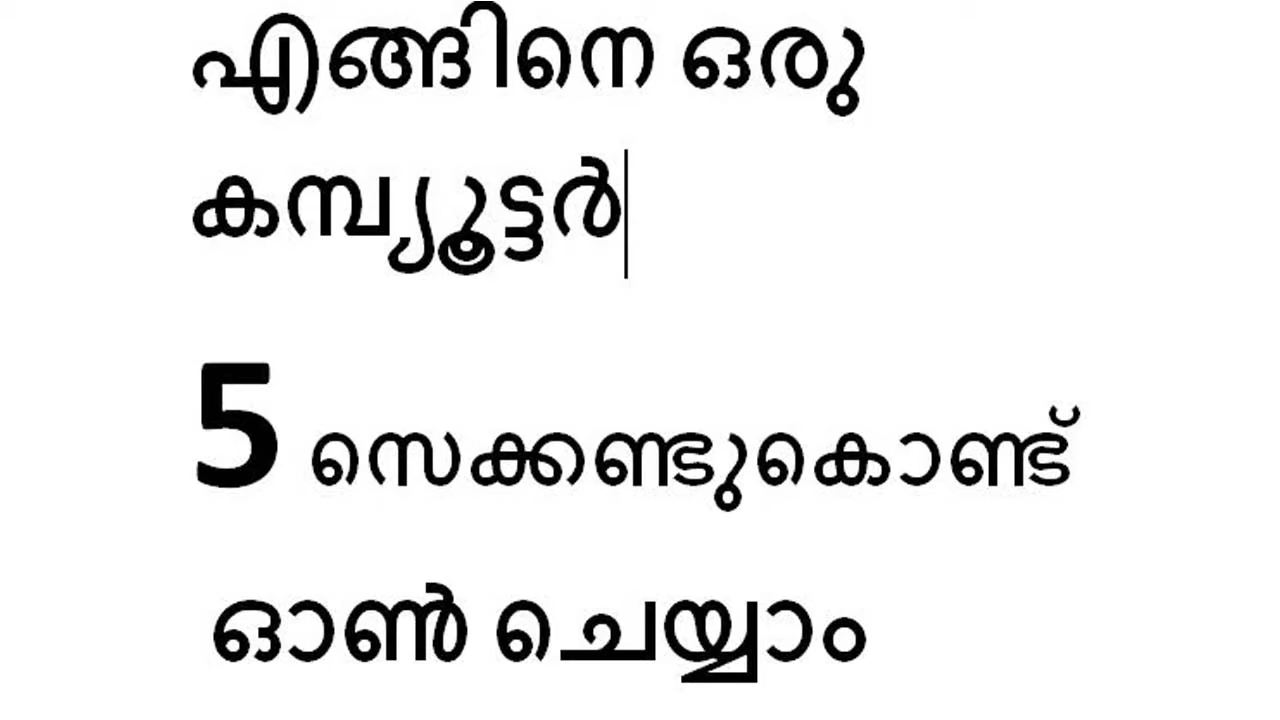 എങ്ങിനെ ഒരു
കമ്പ്യൂട്ടർ
5 സെക്കണ്ടുകൊണ്ട്
ഓൺ ചെയ്യാം